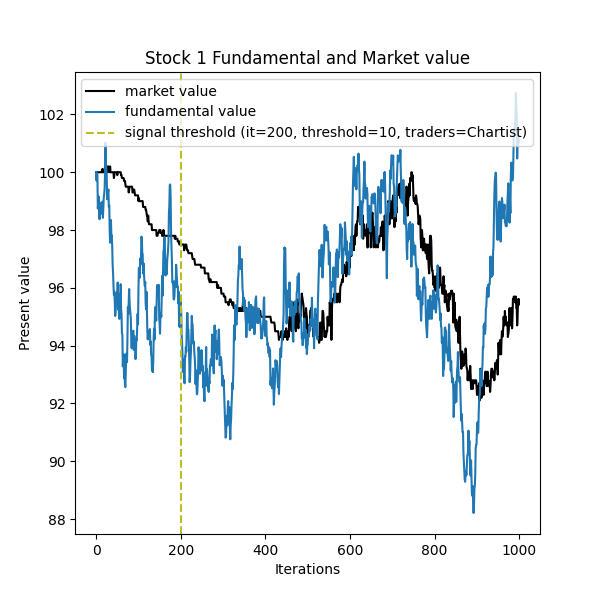 Stock 1 Fundamental and Market value
market value
fundamental value
signal threshold (it=200, threshold=10, traders=Chartist)
102
100
98
96
94
92
90
88
Present value
0 200 400 600 800 1000
Iterations